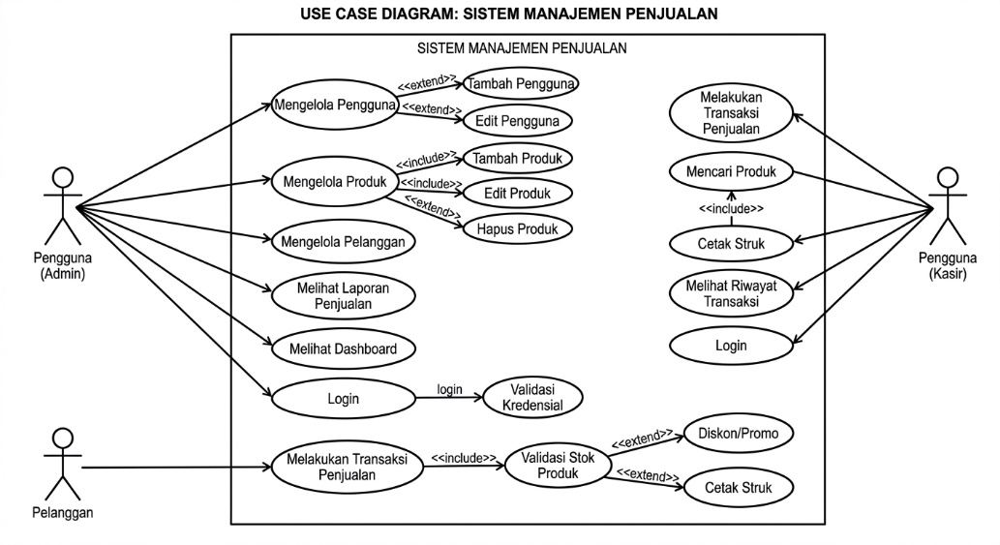 USE CASE DIAGRAM: SISTEM MANAJEMEN PENJUALAN
SISTEM MANAJEMEN PENJUALAN
Pengguna
(Admin)
Mengelola Pengguna
<<extend>>
Tambah Pengguna
<<extend>>
Edit Pengguna
Mengelola Produk
<<include>>
Tambah Produk
<<include>>
Edit Produk
<<extend>>
Hapus Produk
Mengelola Pelanggan
Melihat Laporan
Penjualan
Melihat Dashboard
Login
login
Validasi
Kredensial
Melakukan
Transaksi
Penjualan
Mencari Produk
<<include>>
Cetak Struk
Melihat Riwayat
Transaksi
Login
Pengguna
(Kasir)
Pelanggan
Melakukan Transaksi
Penjualan
<<include>>
Validasi Stok
Produk
<<extend>>
Diskon/Promo
<<extend>>
Cetak Struk